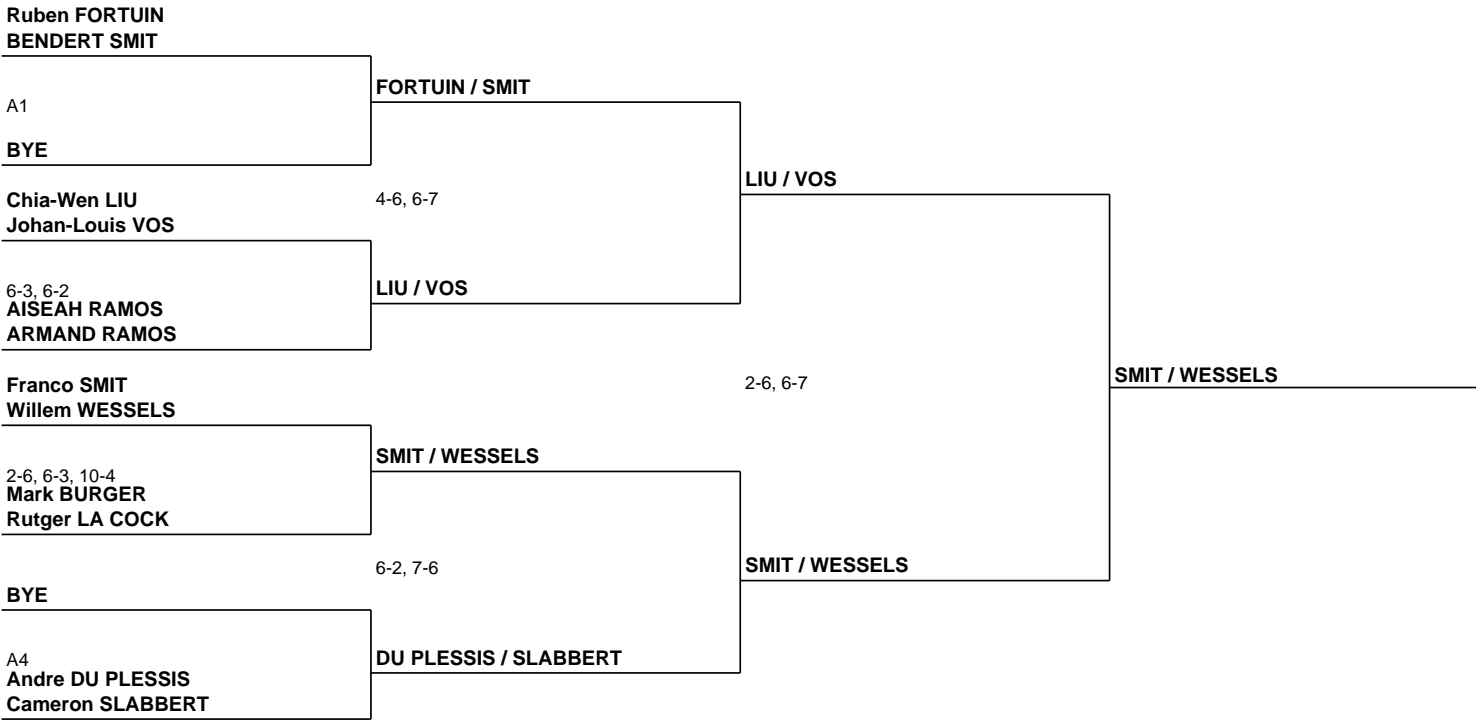 Ruben FORTUIN
BENDERT SMIT
A1
BYE
Chia-Wen LIU
Johan-Louis VOS
6-3, 6-2
AISEAH RAMOS
ARMAND RAMOS
Franco SMIT
Willem WESSELS
2-6, 6-3, 10-4
Mark BURGER
Rutger LA COCK
BYE
A4
Andre DU PLESSIS
Cameron SLABBERT
FORTUIN / SMIT
4-6, 6-7
LIU / VOS
SMIT / WESSELS
6-2, 7-6
DU PLESSIS / SLABBERT
LIU / VOS
2-6, 6-7
SMIT / WESSELS
SMIT / WESSELS